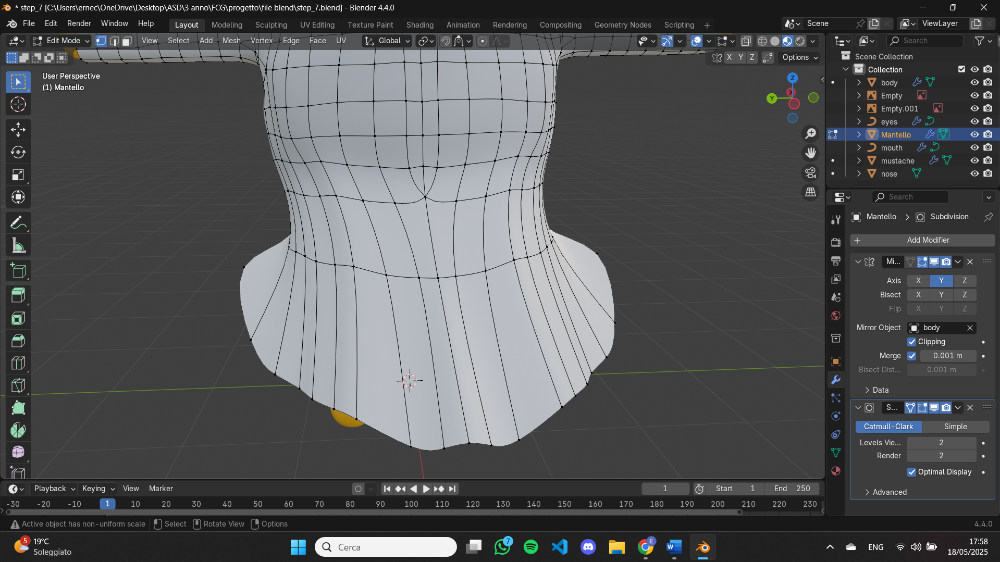 * step_7 [C:\Users\ernec\OneDrive\Desktop\ASD\3 anno\FCG\progetto\file blend\step_7.blend] - Blender 4.4.0
File Edit Render Window Help Layout Modeling Sculpting UV Editing Texture Paint Shading Animation Rendering Compositing Geometry Nodes Scripting + Scene ViewLayer
Edit Mode View Select Add Mesh Vertex Edge Face UV Global Search
X Y Z Options
User Perspective
(1) Mantello
Z
X
Y
Scene Collection
Collection
body
Empty
Empty.001
eyes
Mantello
mouth
mustache
nose
Search
Mantello > Subdivision
+ Add Modifier
Mi...
Axis X Y Z
Bisect X Y Z
Flip X Y Z
Mirror Object body
Clipping
Merge 0.001 m
Bisect Dist... 0.001 m
Data
S...
Catmull-Clark Simple
Levels Vie... 2
Render 2
Optimal Display
Advanced
Playback Keying View Marker 1 Start 1 End 250
-30 -20 -10 1 10 20 30 40 50 60 70 80 90 100 110 120 130 140 150 160 170 180 190 200 210 220 230
Active object has non-uniform scale Select Rotate View Options 4.4.0
5
19°C
Soleggiato
Cerca
7
E
W
ENG
17:58
18/05/2025